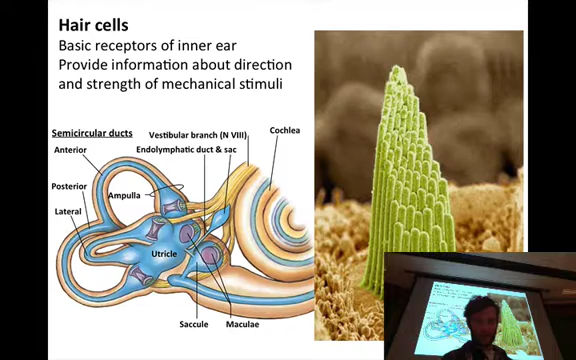 Hair cells
Basic receptors of inner ear
Provide information about direction
and strength of mechanical stimuli
Semicircular ducts
Vestibular branch (N VIII)
Cochlea
Anterior
Endolymphatic duct & sac
Posterior
Ampulla
Lateral
Utricle
Saccule
Maculae